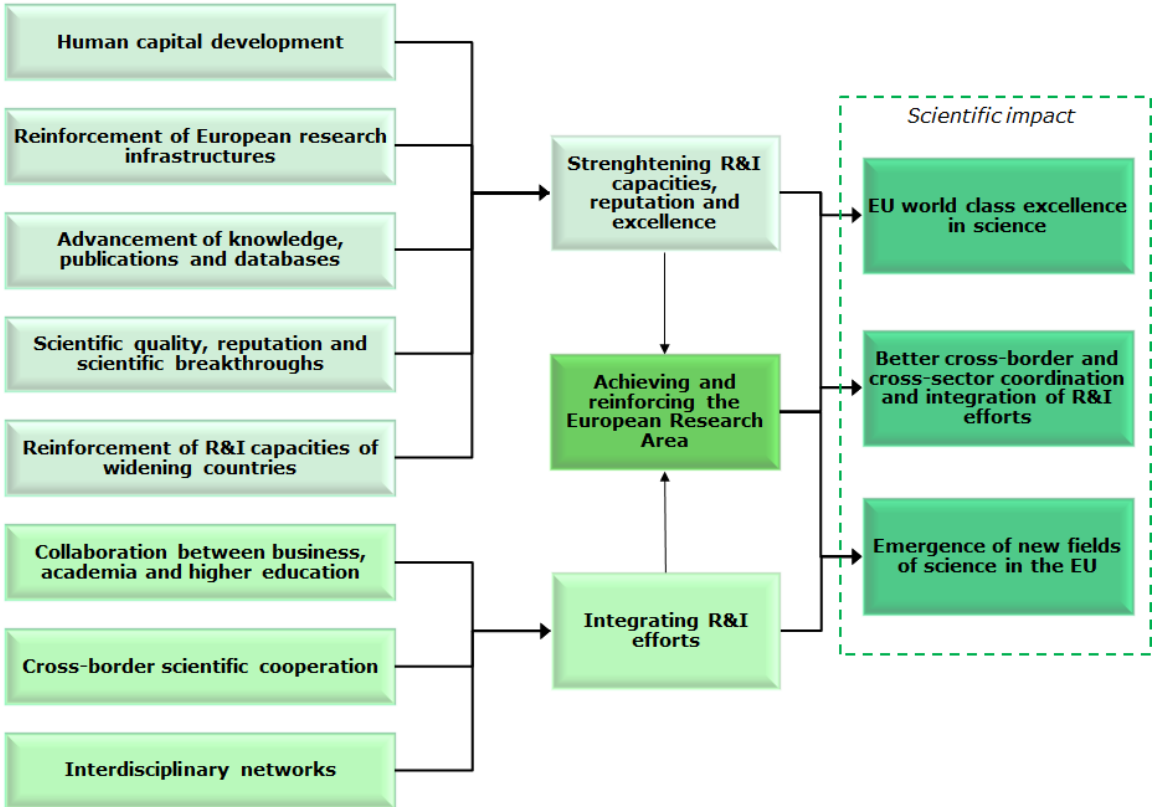 Human capital development
Reinforcement of European research
infrastructures
Advancement of knowledge,
publications and databases
Scientific quality, reputation and
scientific breakthroughs
Reinforcement of R&I capacities of
widening countries
Collaboration between business,
academia and higher education
Cross-border scientific cooperation
Interdisciplinary networks
Strenghtening R&I
capacities,
reputation and
excellence
Achieving and
reinforcing the
European Research
Area
Integrating R&I
efforts
Scientific impact
EU world class excellence
in science
Better cross-border and
cross-sector coordination
and integration of R&I
efforts
Emergence of new fields
of science in the EU